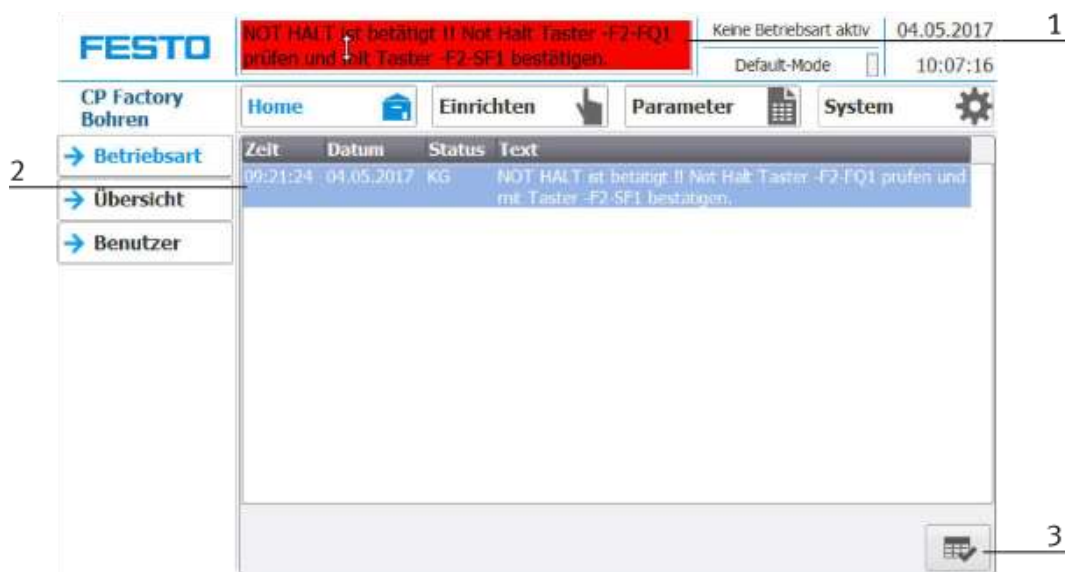 FESTO
NOT HALT ist betätigt !! Not Halt Taster -F2-FQ1
prüfen und mit Taster -F2-SF1 bestätigen.
Keine Betriebsart aktiv
Default-Mode
04.05.2017
10:07:16
1
CP Factory
Bohren
Home
Einrichten
Parameter
System
Betriebsart
Übersicht
Benutzer
2
Zeit Datum Status Text
09:21:24 04.05.2017 KG NOT HALT ist betätigt !! Not Halt Taster -F2-FQ1 prüfen und
mit Taster -F2-SF1 bestätigen.
3